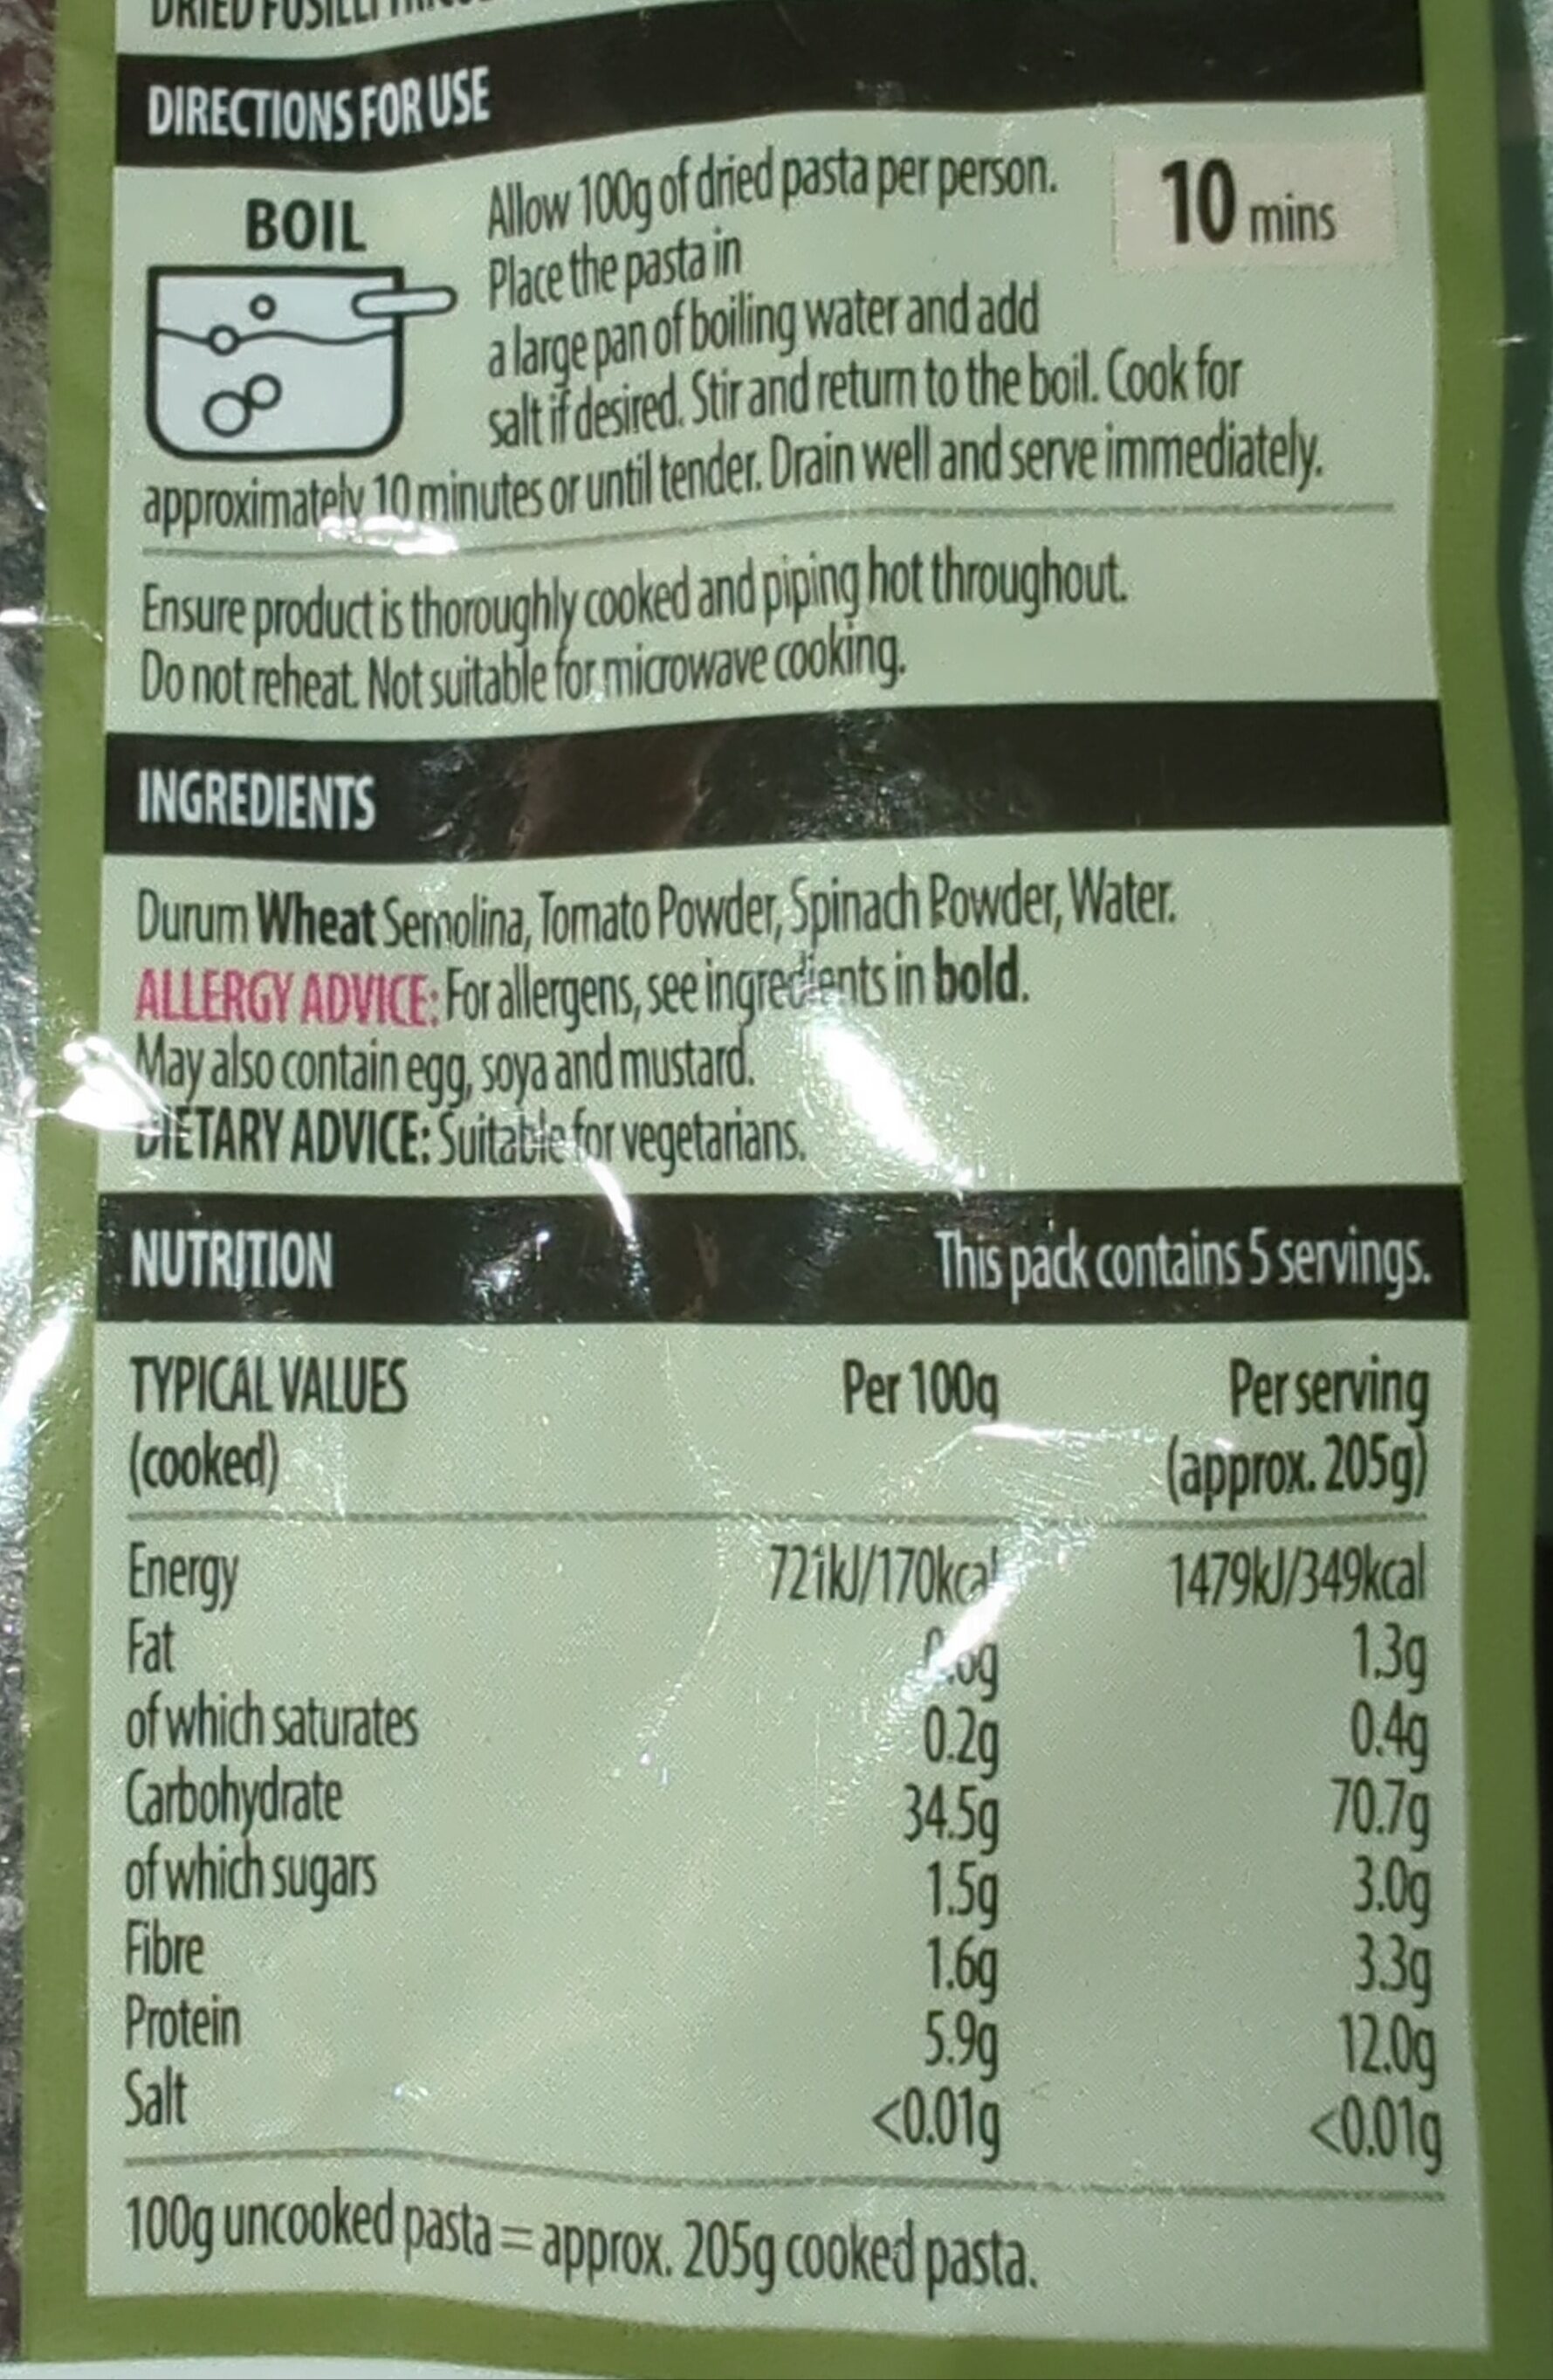 DRIED FUSILLI
DIRECTIONS FOR USE
BOIL
Allow 100g of dried pasta per person.
10 mins
Place the pasta in
a large pan of boiling water and add
salt if desired. Stir and return to the boil. Cook for
approximately 10 minutes or until tender. Drain well and serve immediately.
Ensure product is thoroughly cooked and piping hot throughout.
Do not reheat. Not suitable for microwave cooking.
INGREDIENTS
Durum Wheat Semolina, Tomato Powder, Spinach Powder, Water.
ALLERGY ADVICE: For allergens, see ingredients in bold.
May also contain egg, soya and mustard.
DIETARY ADVICE: Suitable for vegetarians.
NUTRITION This pack contains 5 servings.
TYPICAL VALUES Per 100g Per serving
(cooked) (approx. 205g)
Energy 721kJ/170kcal 1479kJ/349kcal
Fat 1.3g
of which saturates 0.2g 0.4g
Carbohydrate 34.5g 70.7g
of which sugars 1.5g 3.0g
Fibre 1.6g 3.3g
Protein 5.9g 12.0g
Salt <0.01g <0.01g
100g uncooked pasta = approx. 205g cooked pasta.